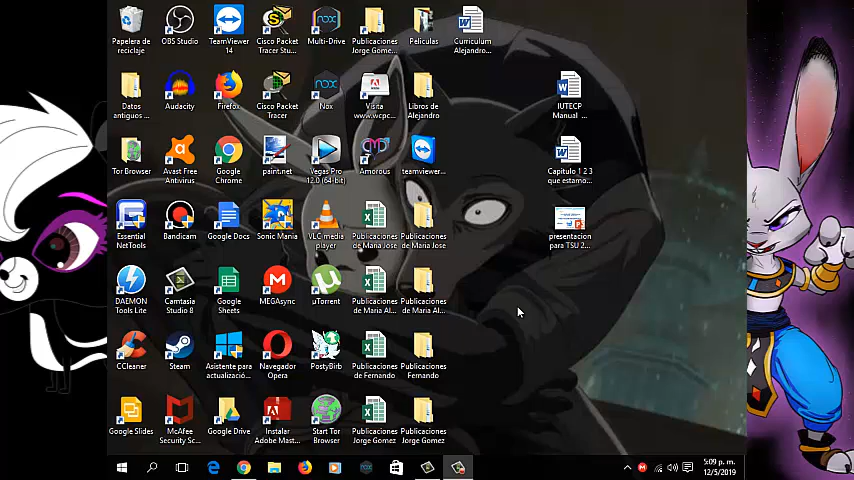 Papelera de
reciclaje
OBS Studio
TeamViewer
14
Cisco Packet
Tracer Stu...
Multi-Drive
Publicaciones
Jorge Gome...
Peliculas
Curriculum
Alejandro...
Datos
antiguos ...
Audacity
Firefox
Cisco Packet
Tracer
Nox
Visita
www.wcpc...
Libros de
Alejandro
IUTECP
Manual ...
Tor Browser
Avast Free
Antivirus
Google
Chrome
paint.net
Vegas Pro
12.0 (64-bit)
Amorous
teamviewer...
Capitulo 1 2 3
que estamo...
Essential
NetTools
Bandicam
Google Docs
Sonic Mania
VLC media
player
Publicaciones
de Maria Jose
Publicaciones
de Maria Jose
presentacion
para TSU 2...
DAEMON
Tools Lite
Camtasia
Studio 8
Google
Sheets
MEGAsync
µTorrent
Publicaciones
de Maria Al...
Publicaciones
de Maria Al...
CCleaner
Steam
Asistente para
actualizació...
Navegador
Opera
PostyBirb
Publicaciones
de Fernando
Publicaciones
Fernando
Google Slides
McAfee
Security Sc...
Google Drive
Instalar
Adobe Mast...
Start Tor
Browser
Publicaciones
Jorge Gomez
Publicaciones
Jorge Gomez
5:09 p. m.
12/5/2019